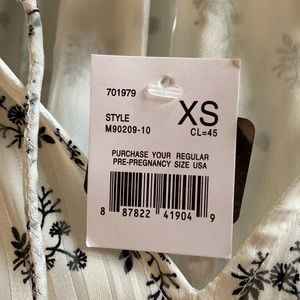 701979
XS
STYLE
M90209-10
CL=45
PURCHASE YOUR REGULAR
PRE-PREGNANCY SIZE USA
8 87822 41904 9